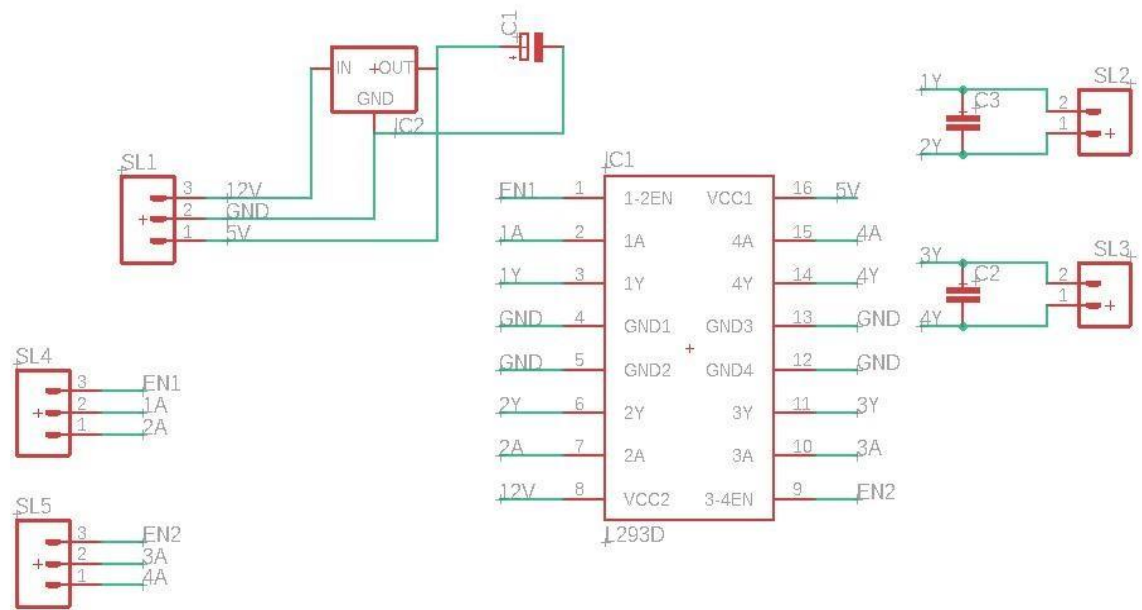 C1
IN
OUT
GND
IC2
SL1
3
12V
2
GND
1
5V
1Y
C3
2Y
SL2
2
1
IC1
EN1
1
1-2EN
VCC1
16
5V
1A
2
1A
4A
15
4A
1Y
3
1Y
4Y
14
4Y
GND
4
GND1
GND3
13
GND
GND
5
GND2
GND4
12
GND
2Y
6
2Y
3Y
11
3Y
2A
7
2A
3A
10
3A
12V
8
VCC2
3-4EN
9
EN2
L293D
3Y
C2
4Y
SL3
2
1
SL4
3
EN1
2
1A
1
2A
SL5
3
EN2
2
3A
1
4A